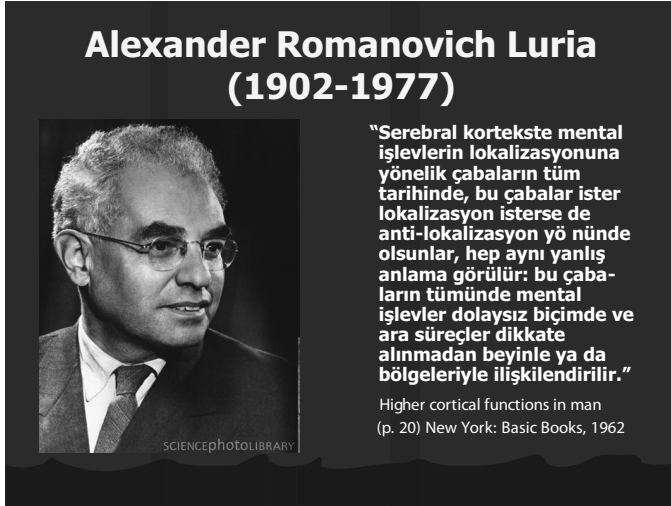 Alexander Romanovich Luria
(1902-1977)
“Serebral kortekste mental
işlevlerin lokalizasyonuna
yönelik çabaların tüm
tarihinde, bu çabalar ister
lokalizasyon isterse de
anti-lokalizasyon yö nünde
olsunlar, hep aynı yanlış
anlama görülür: bu çaba-
ların tümünde mental
işlevler dolaysız biçimde ve
ara süreçler dikkate
alınmadan beyinle ya da
bölgeleriyle ilişkilendirilir.”
Higher cortical functions in man
(p. 20) New York: Basic Books, 1962
SCIENCEphotoLIBRARY